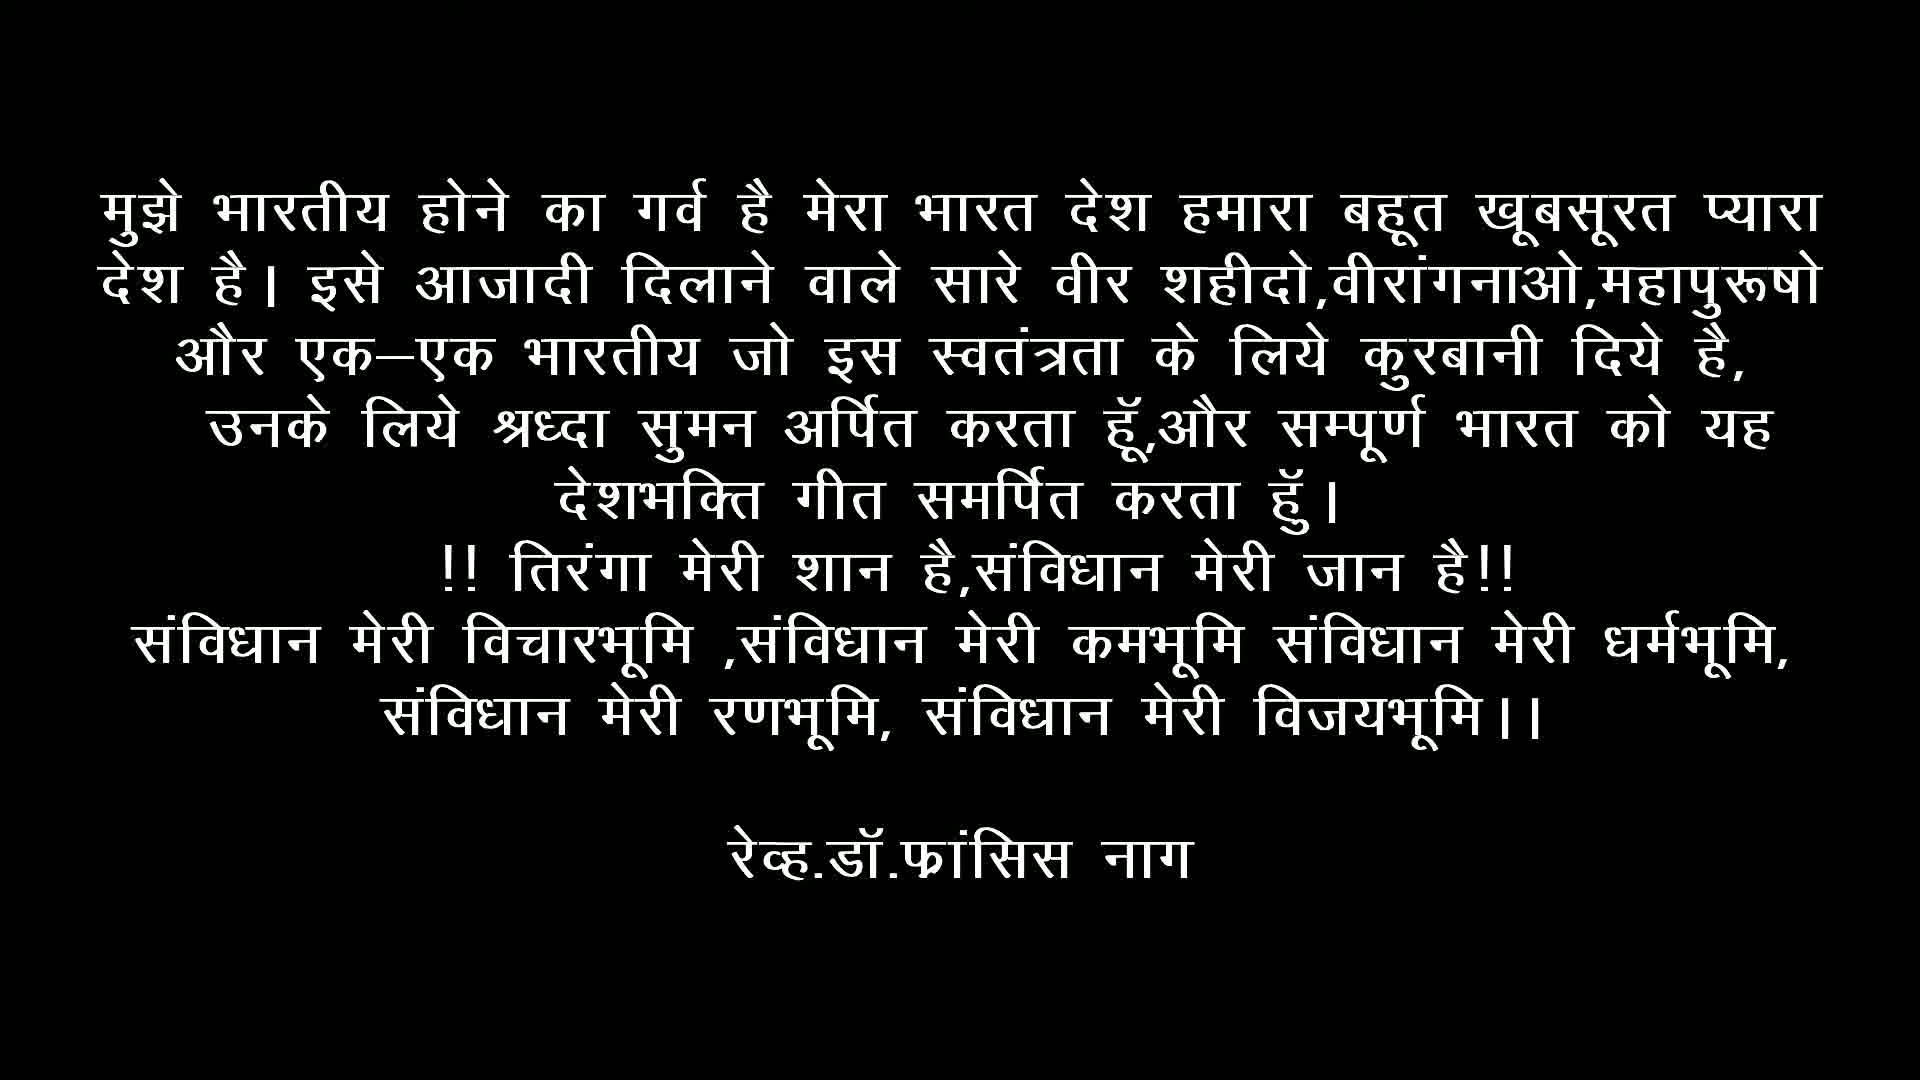 मुझे भारतीय होने का गर्व है मेरा भारत देश हमारा बहूत खूबसूरत प्यारा
देश है। इसे आजादी दिलाने वाले सारे वीर शहीदो,वीरांगनाओ,महापुरूषो
और एक–एक भारतीय जो इस स्वतंत्रता के लिये कुरबानी दिये है,
उनके लिये श्रध्दा सुमन अर्पित करता हूॅ,और सम्पूर्ण भारत को यह
देशभक्ति गीत समर्पित करता हुॅ।
!! तिरंगा मेरी शान है,संविधान मेरी जान है!!
संविधान मेरी विचारभूमि ,संविधान मेरी कमभूमि संविधान मेरी धर्मभूमि,
संविधान मेरी रणभूमि, संविधान मेरी विजयभूमि।।
रेव्ह.डॉ.फ्रांसिस नाग